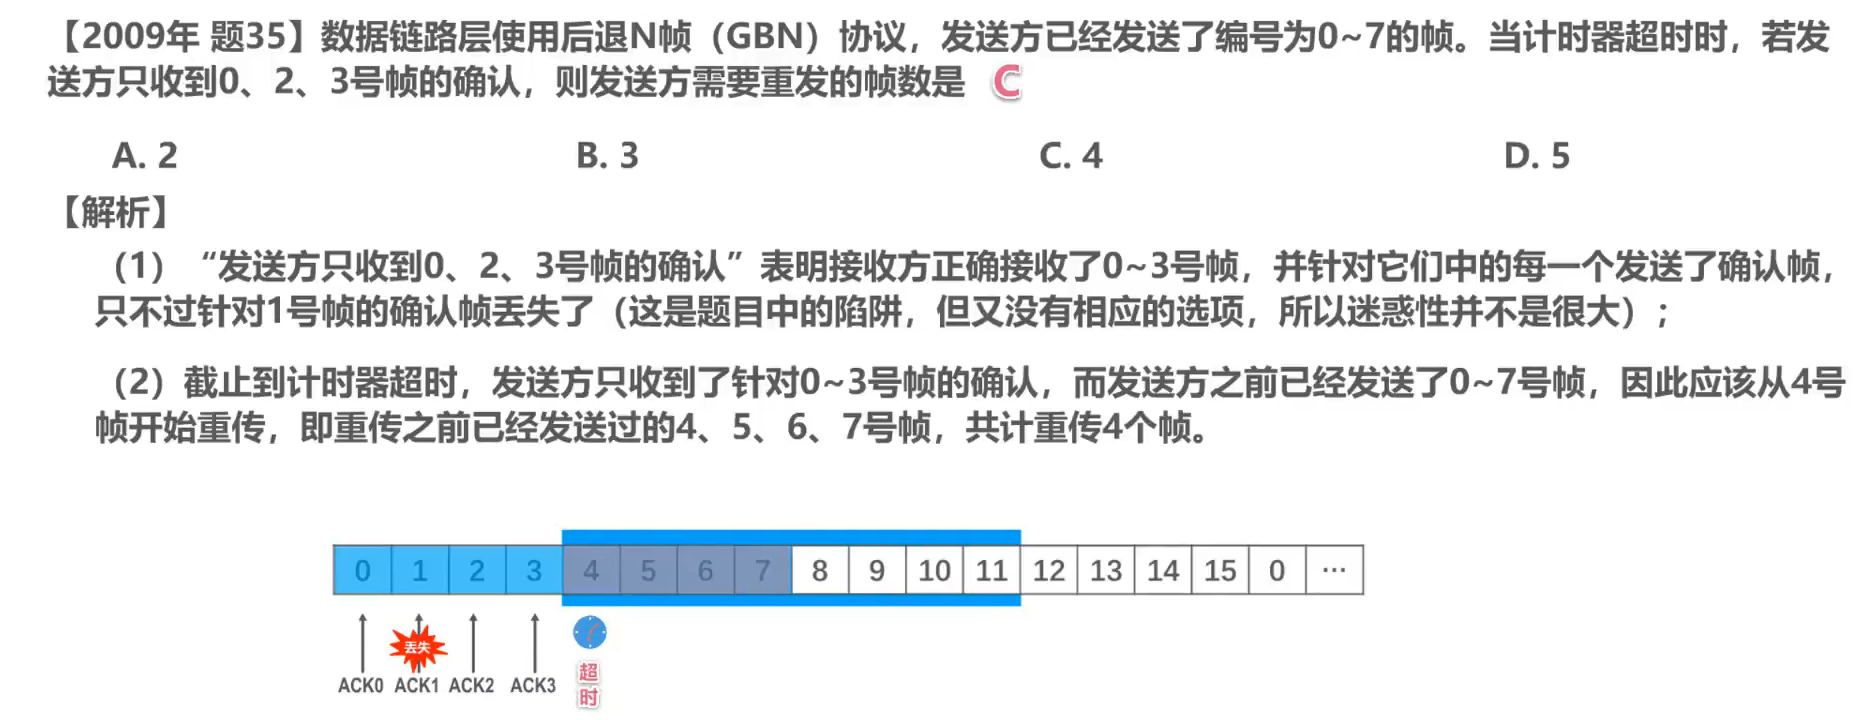 【2009年 题35】数据链路层使用后退N帧（GBN）协议，发送方已经发送了编号为0~7的帧。当计时器超时时，若发
送方只收到0、2、3号帧的确认，则发送方需要重发的帧数是 C
A. 2 B. 3 C. 4 D. 5
【解析】
（1）“发送方只收到0、2、3号帧的确认”表明接收方正确接收了0~3号帧，并针对它们中的每一个发送了确认帧，
只不过针对1号帧的确认帧丢失了（这是题目中的陷阱，但又没有相应的选项，所以迷惑性并不是很大）；
（2）截止到计时器超时，发送方只收到了针对0~3号帧的确认，而发送方之前已经发送了0~7号帧，因此应该从4号
帧开始重传，即重传之前已经发送过的4、5、6、7号帧，共计重传4个帧。
0 1 2 3 4 5 6 7 8 9 10 11 12 13 14 15 0 …
丢失
ACK0 ACK1 ACK2 ACK3
超
时